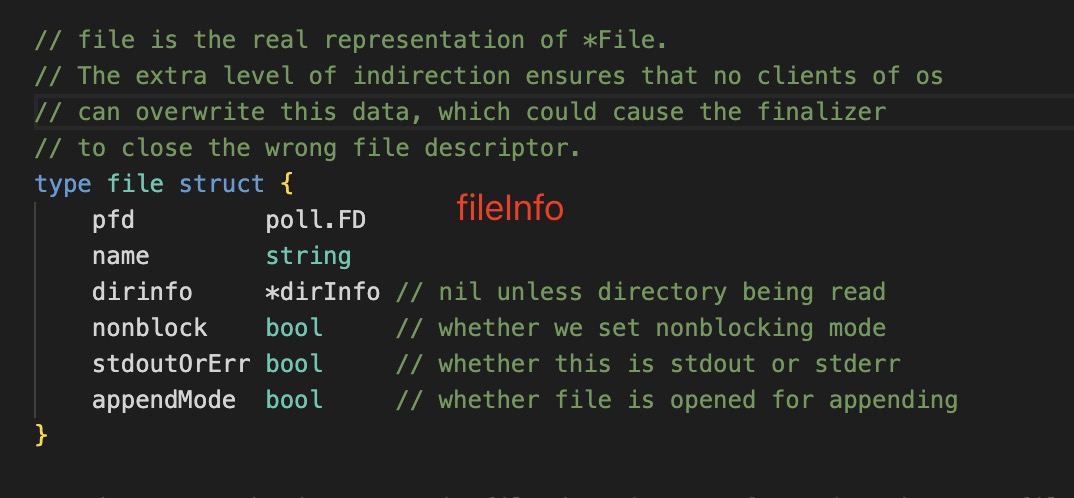 // file is the real representation of *File.
// The extra level of indirection ensures that no clients of os
// can overwrite this data, which could cause the finalizer
// to close the wrong file descriptor.
type file struct {
fileInfo
pfd         poll.FD
name        string
dirinfo     *dirInfo // nil unless directory being read
nonblock    bool     // whether we set nonblocking mode
stdoutOrErr bool     // whether this is stdout or stderr
appendMode  bool     // whether file is opened for appending
}